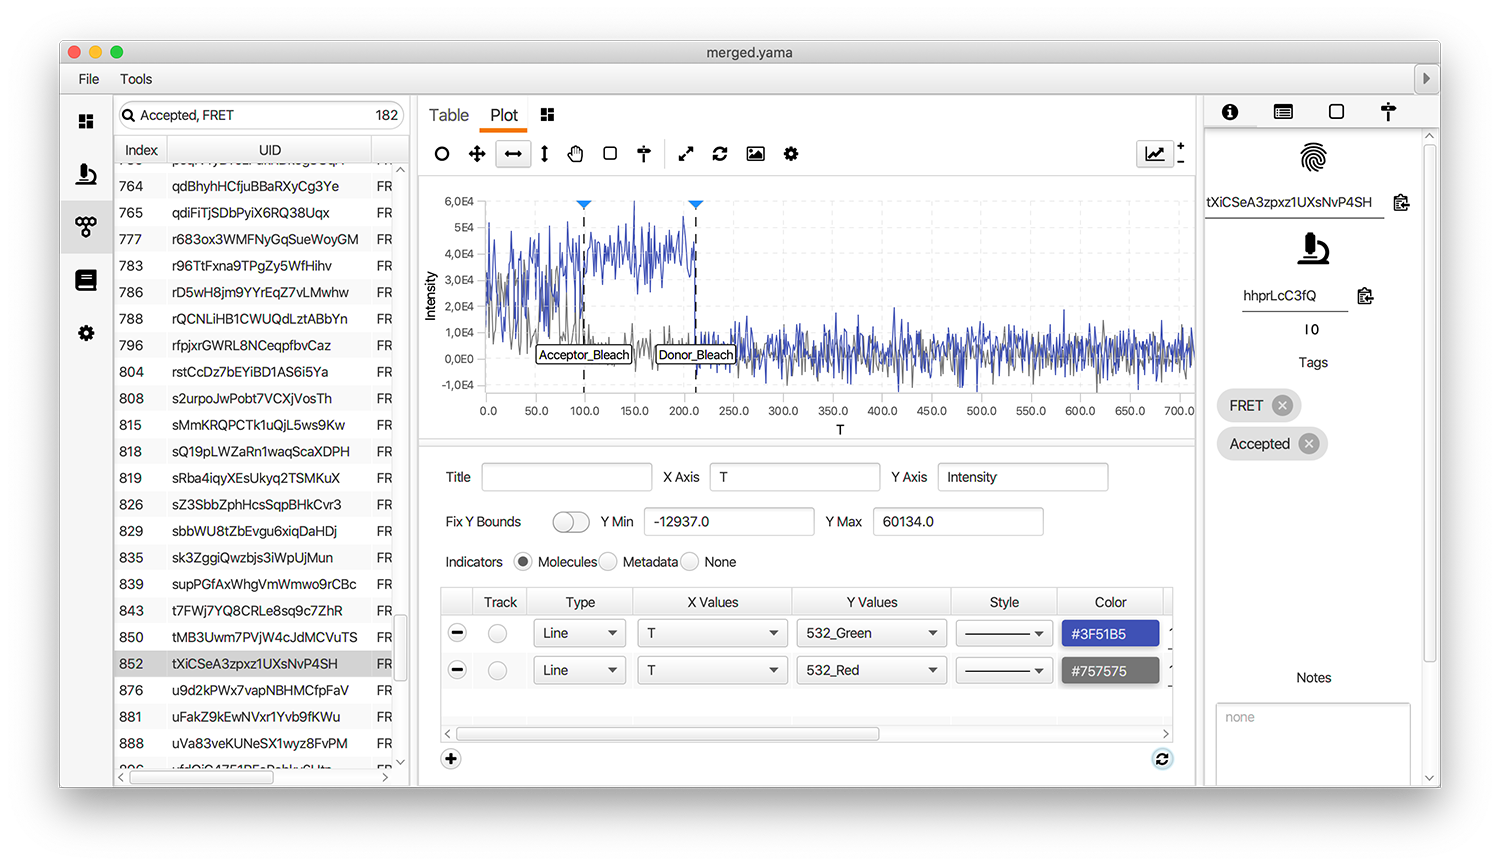 merged.yama
File Tools
Accepted, FRET 182
Index UID
764 qdBhyhHCfjuBBaRXyCg3Ye FR
765 qdiFiTjSDbPyiX6RQ38Uqx FR
777 r683ox3WMFNyGqSueWoyGM FR
783 r96TtFxna9TPgZy5WfHihv FR
786 rD5wH8jm9YYrEqZ7vLMwhw FR
788 rQCNLiHB1CWUQdLztABbYn FR
796 rfpjxrGWRL8NCeqpfbvCaz FR
804 rstCcDz7bEYiBD1AS6i5Ya FR
808 s2urpoJwPobt7VCXjVosTh FR
815 sMmKRQPCTk1uQjL5ws9Kw FR
818 sQ19pLWZaRn1waqScaXDPH FR
819 sRba4iqyXEsUkyq2TSMKuX FR
826 sZ3SbbZphHcsSqpBHkCvr3 FR
829 sbbWU8tZbEvgu6xiqDaHDj FR
835 sk3ZggiQwzbjs3iWpUjMun FR
839 supPGfAxWhgVmWmwo9rCBc FR
843 t7FWj7YQ8CRLe8sq9c7ZhR FR
850 tMB3Uwm7PVjW4cJdMCVuTS FR
852 tXiCSeA3zpxz1UXsNvP4SH FR
876 u9d2kPWx7vapNBHMCfpFaV FR
881 uFakZ9kEwNVxr1Yvb9fKWu FR
888 uVa83veKUNeSX1wyz8FvPM FR
Table Plot
6,0E4
5E4
4,0E4
3,0E4
2,0E4
1,0E4
0,0E0
-1,0E4
Intensity
Acceptor_Bleach Donor_Bleach
0.0 50.0 100.0 150.0 200.0 250.0 300.0 350.0 400.0 450.0 500.0 550.0 600.0 650.0 700.0
T
Title X Axis T Y Axis Intensity
Fix Y Bounds Y Min -12937.0 Y Max 60134.0
Indicators Molecules Metadata None
Track Type X Values Y Values Style Color
Line T 532_Green #3F51B5
Line T 532_Red #757575
tXiCSeA3zpxz1UXsNvP4SH
hhprLcC3fQ
IO
Tags
FRET
Accepted
Notes
none